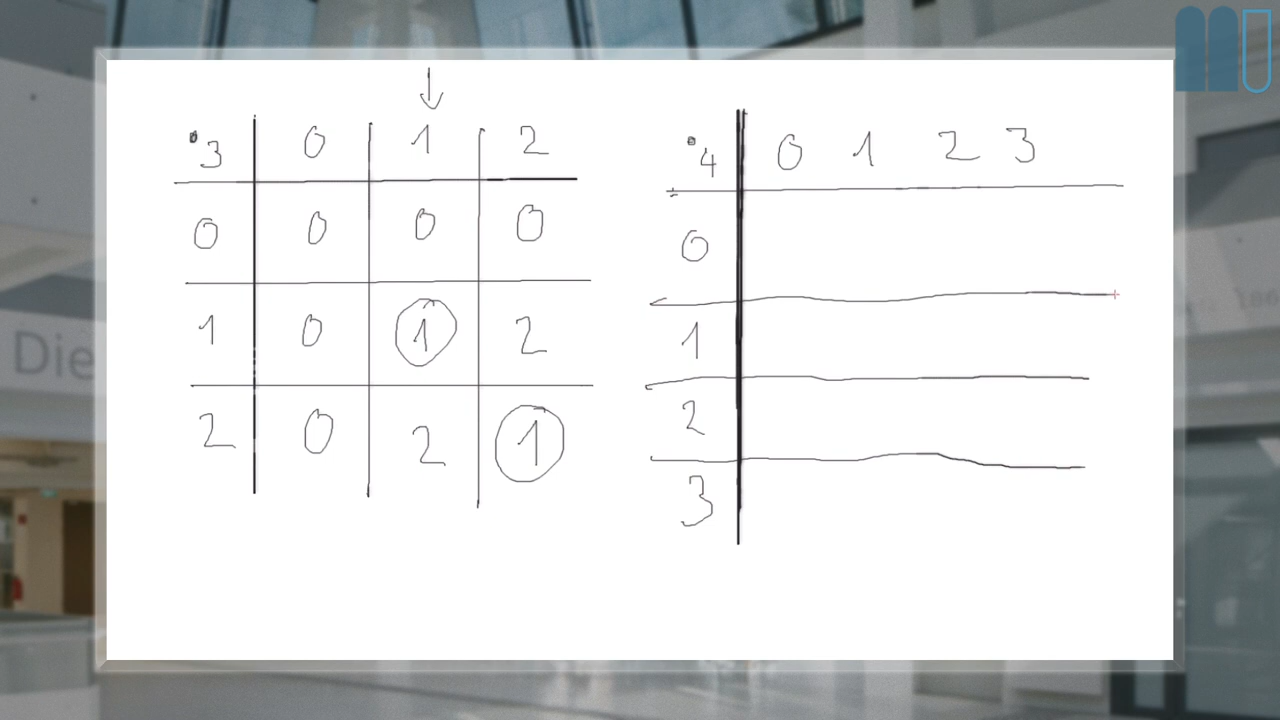 •3 0 1 2
0 0 0 0
1 0 1 2
2 0 2 1
•4 0 1 2 3
0
1
2
3
Die